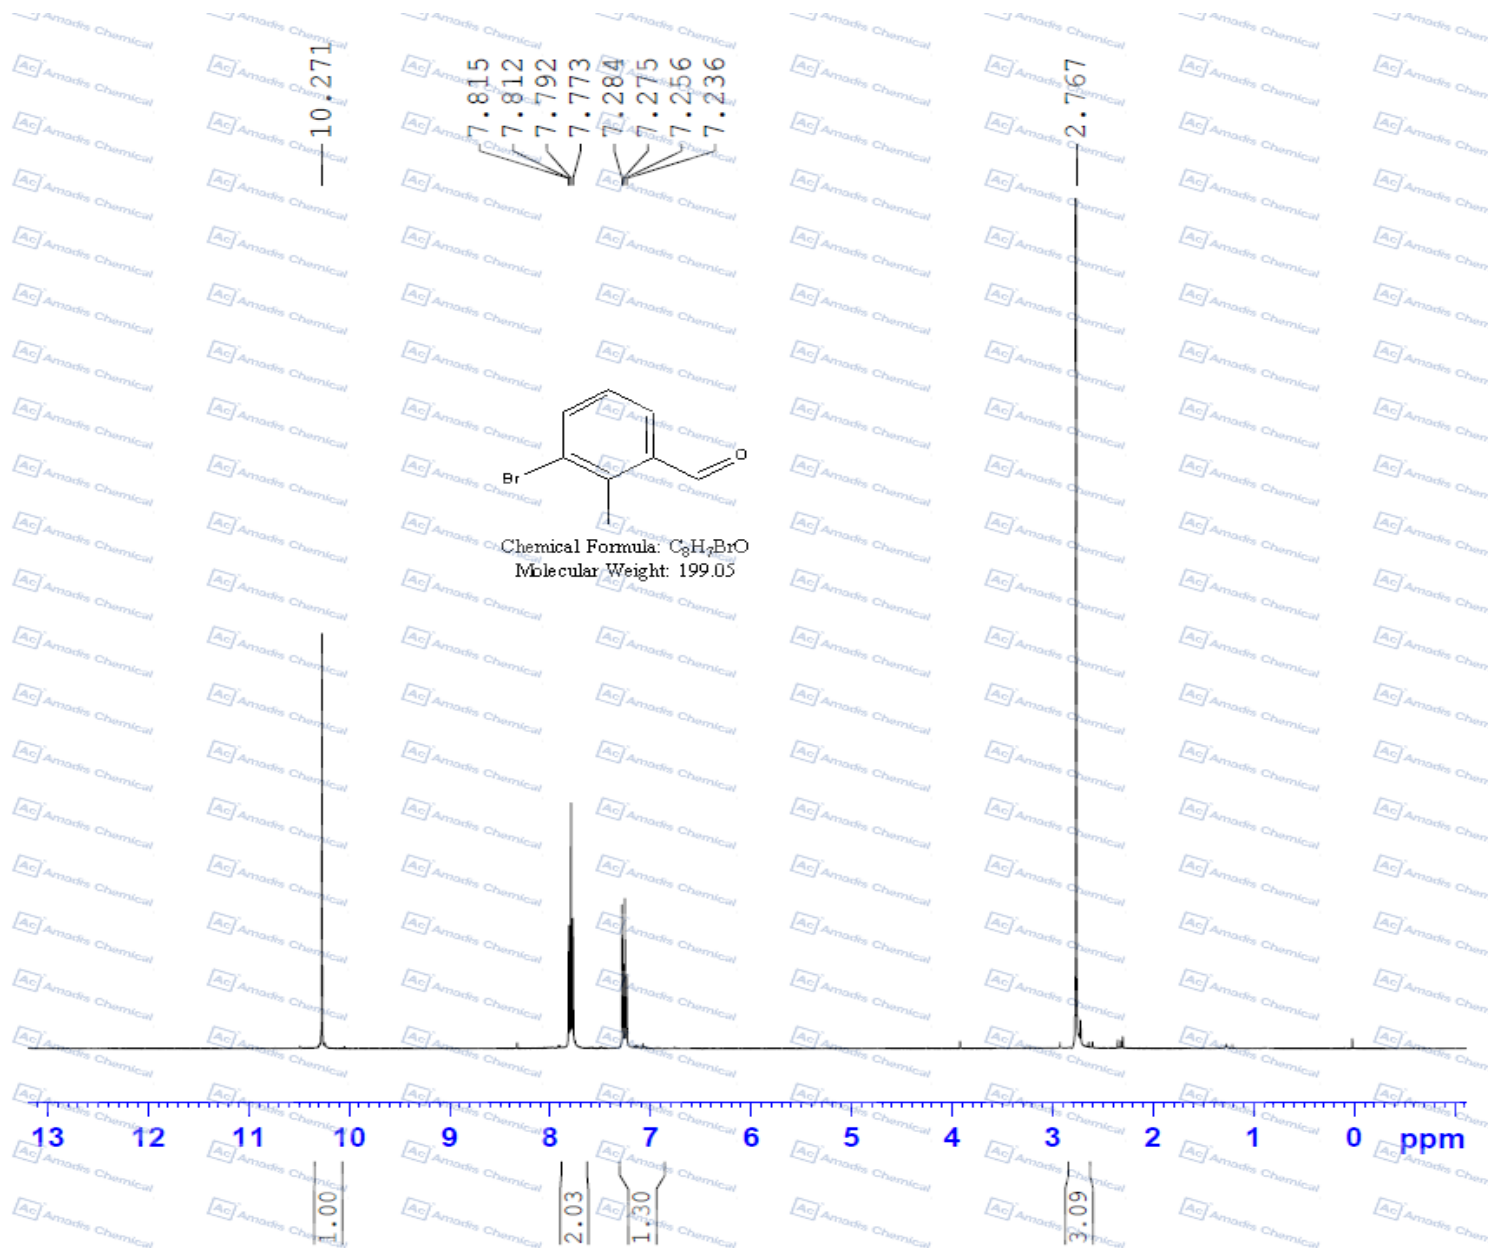 10.271
7.815
7.812
7.792
7.773
7.284
7.275
7.256
7.236
2.767
Br
O
Chemical Formula: C₈H₇BrO
Molecular Weight: 199.05
13 12 11 10 9 8 7 6 5 4 3 2 1 0 ppm
1.00
2.03
1.30
3.09
Ac Amadis Chemical